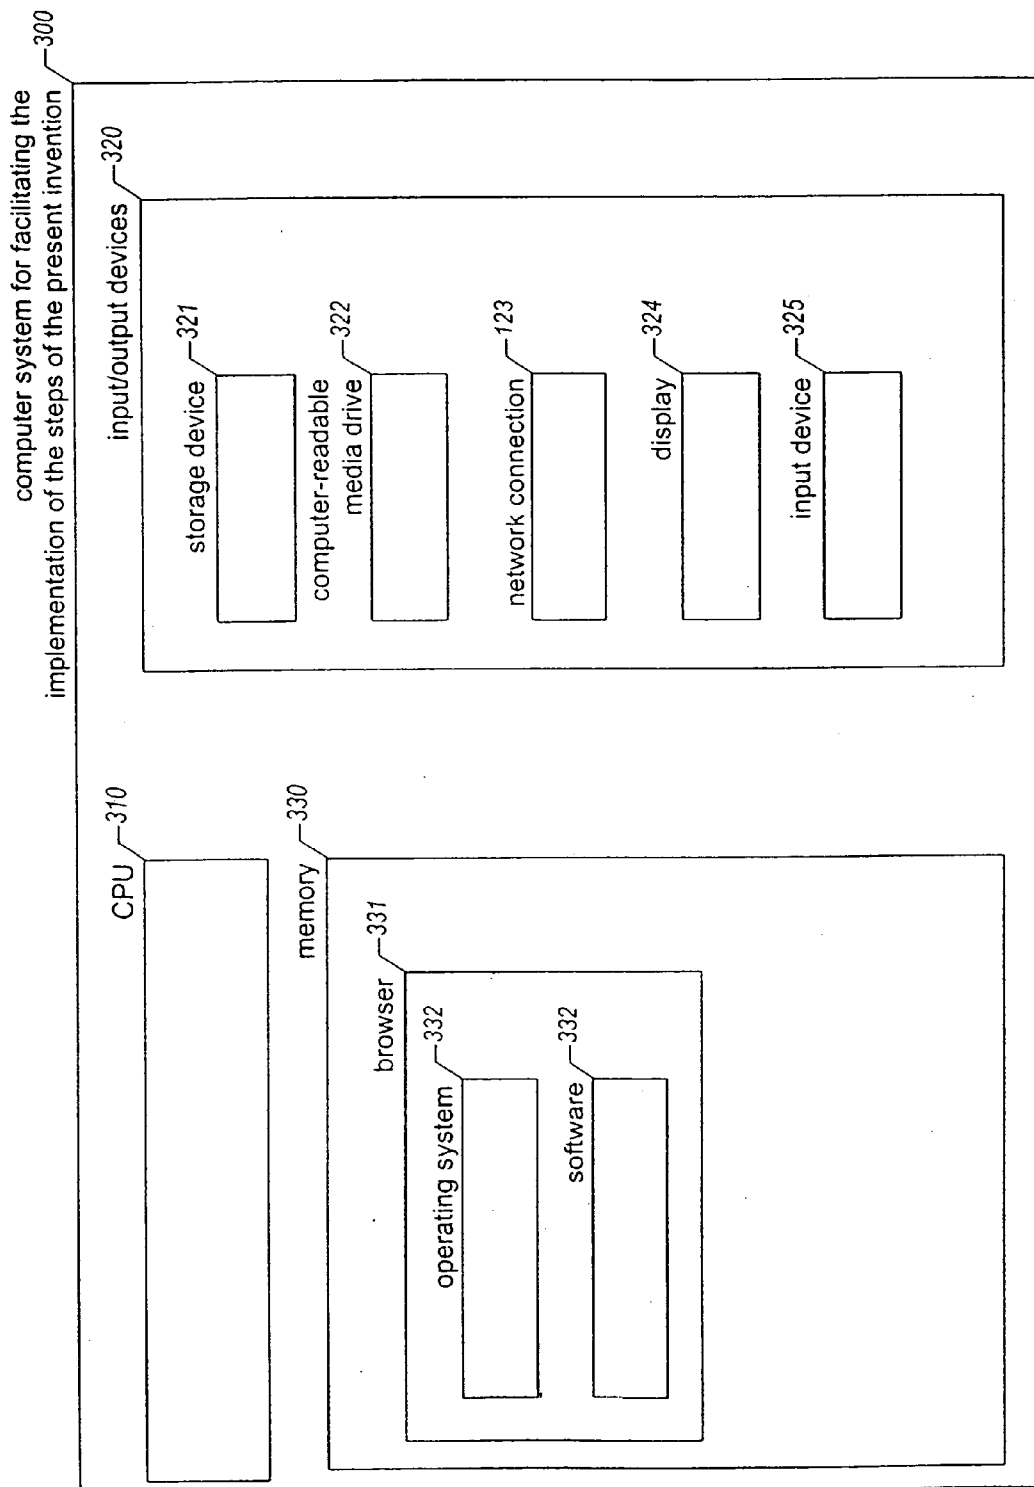 computer system for facilitating the
implementation of the steps of the present invention
300
CPU
310
memory
330
browser
331
operating system
332
software
332
input/output devices
320
storage device
321
computer-readable
media drive
322
network connection
123
display
324
input device
325